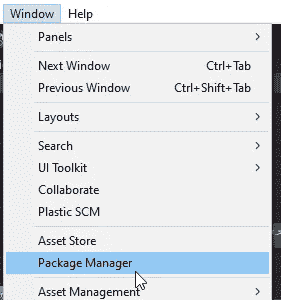 Window Help
Panels
Next Window Ctrl+Tab
Previous Window Ctrl+Shift+Tab
Layouts
Search
UI Toolkit
Collaborate
Plastic SCM
Asset Store
Package Manager
Asset Management